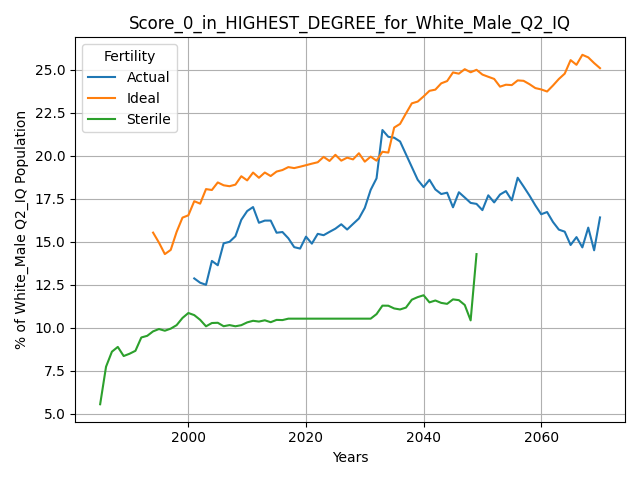 Score_0_in_HIGHEST_DEGREE_for_White_Male_Q2_IQ
Fertility
Actual
Ideal
Sterile
% of White_Male Q2_IQ Population
25.0
22.5
20.0
17.5
15.0
12.5
10.0
7.5
5.0
2000
2020
2040
2060
Years